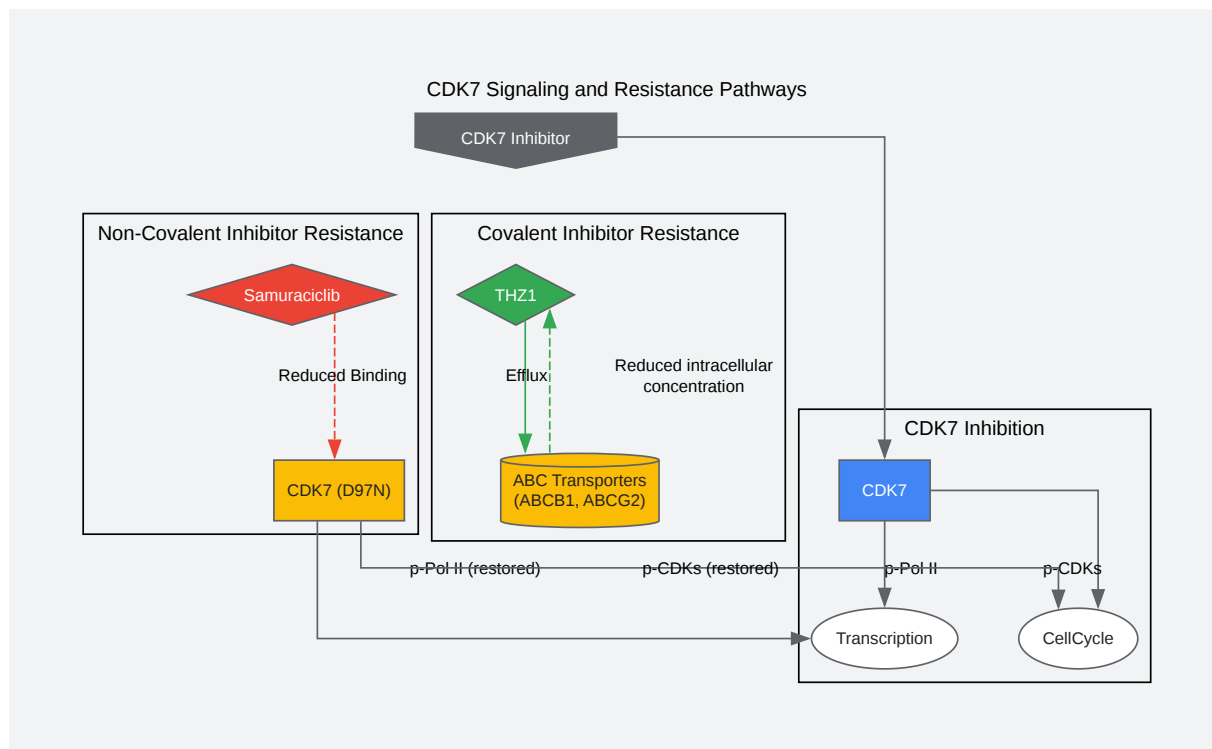 CDK7 Signaling and Resistance Pathways
CDK7 Inhibitor
Non-Covalent Inhibitor Resistance
Covalent Inhibitor Resistance
Samuraciclib
THZ1
Reduced Binding
Efflux
Reduced intracellular
concentration
CDK7 Inhibition
CDK7 (D97N)
ABC Transporters
(ABCB1, ABCG2)
CDK7
p-Pol II (restored)
p-CDKs (restored)
p-Pol II
p-CDKs
Transcription
CellCycle